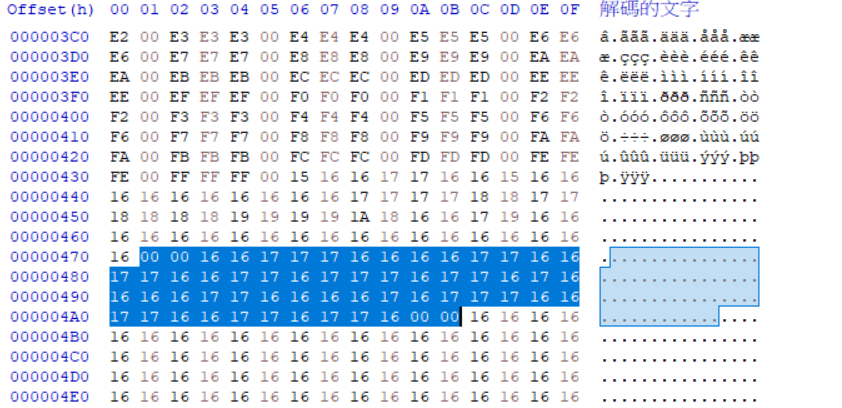 Offset(h) 00 01 02 03 04 05 06 07 08 09 0A 0B 0C 0D 0E 0F 解碼的文字
000003C0 E2 00 E3 E3 E3 00 E4 E4 E4 00 E5 E5 E5 00 E6 E6 â.ããã.äää.ååå.ææ
000003D0 E6 00 E7 E7 E7 00 E8 E8 E8 00 E9 E9 E9 00 EA EA æ.ççç.èèè.ééé.êê
000003E0 EA 00 EB EB EB 00 EC EC EC 00 ED ED ED 00 EE EE ê.ëëë.ììì.ííí.îî
000003F0 EE 00 EF EF EF 00 F0 F0 F0 00 F1 F1 F1 00 F2 F2 î.ïïï.ððð.ñññ.òò
00000400 F2 00 F3 F3 F3 00 F4 F4 F4 00 F5 F5 F5 00 F6 F6 ò.óóó.ôôô.õõõ.öö
00000410 F6 00 F7 F7 F7 00 F8 F8 F8 00 F9 F9 F9 00 FA FA ö.÷÷÷.øøø.ùùù.úú
00000420 FA 00 FB FB FB 00 FC FC FC 00 FD FD FD 00 FE FE ú.ûûû.üüü.ýýý.þþ
00000430 FE 00 FF FF FF 00 15 16 16 17 17 16 16 15 16 16 þ.ÿÿÿ...........
00000440 16 16 16 16 16 16 16 16 17 17 17 17 18 18 17 17 ................
00000450 18 18 18 18 19 19 19 19 1A 18 16 16 17 19 16 16 ................
00000460 16 16 16 16 16 16 16 16 16 16 16 16 16 16 16 16 ................
00000470 16 00 00 16 16 17 17 17 16 16 16 16 17 17 16 16 ................
00000480 17 17 16 16 16 17 17 16 16 17 17 16 17 17 16 16 ................
00000490 16 16 16 17 17 16 16 16 16 17 16 17 17 17 16 16 ................
000004A0 17 17 16 16 17 16 17 17 17 16 00 00 16 16 16 16 ................
000004B0 16 16 16 16 16 16 16 16 16 16 16 16 16 16 16 16 ................
000004C0 16 16 16 16 16 16 16 16 16 16 16 16 16 16 16 16 ................
000004D0 16 16 16 16 16 16 16 16 16 16 16 16 16 16 16 16 ................
000004E0 16 16 16 16 16 16 16 16 16 16 16 16 16 16 16 16 ................